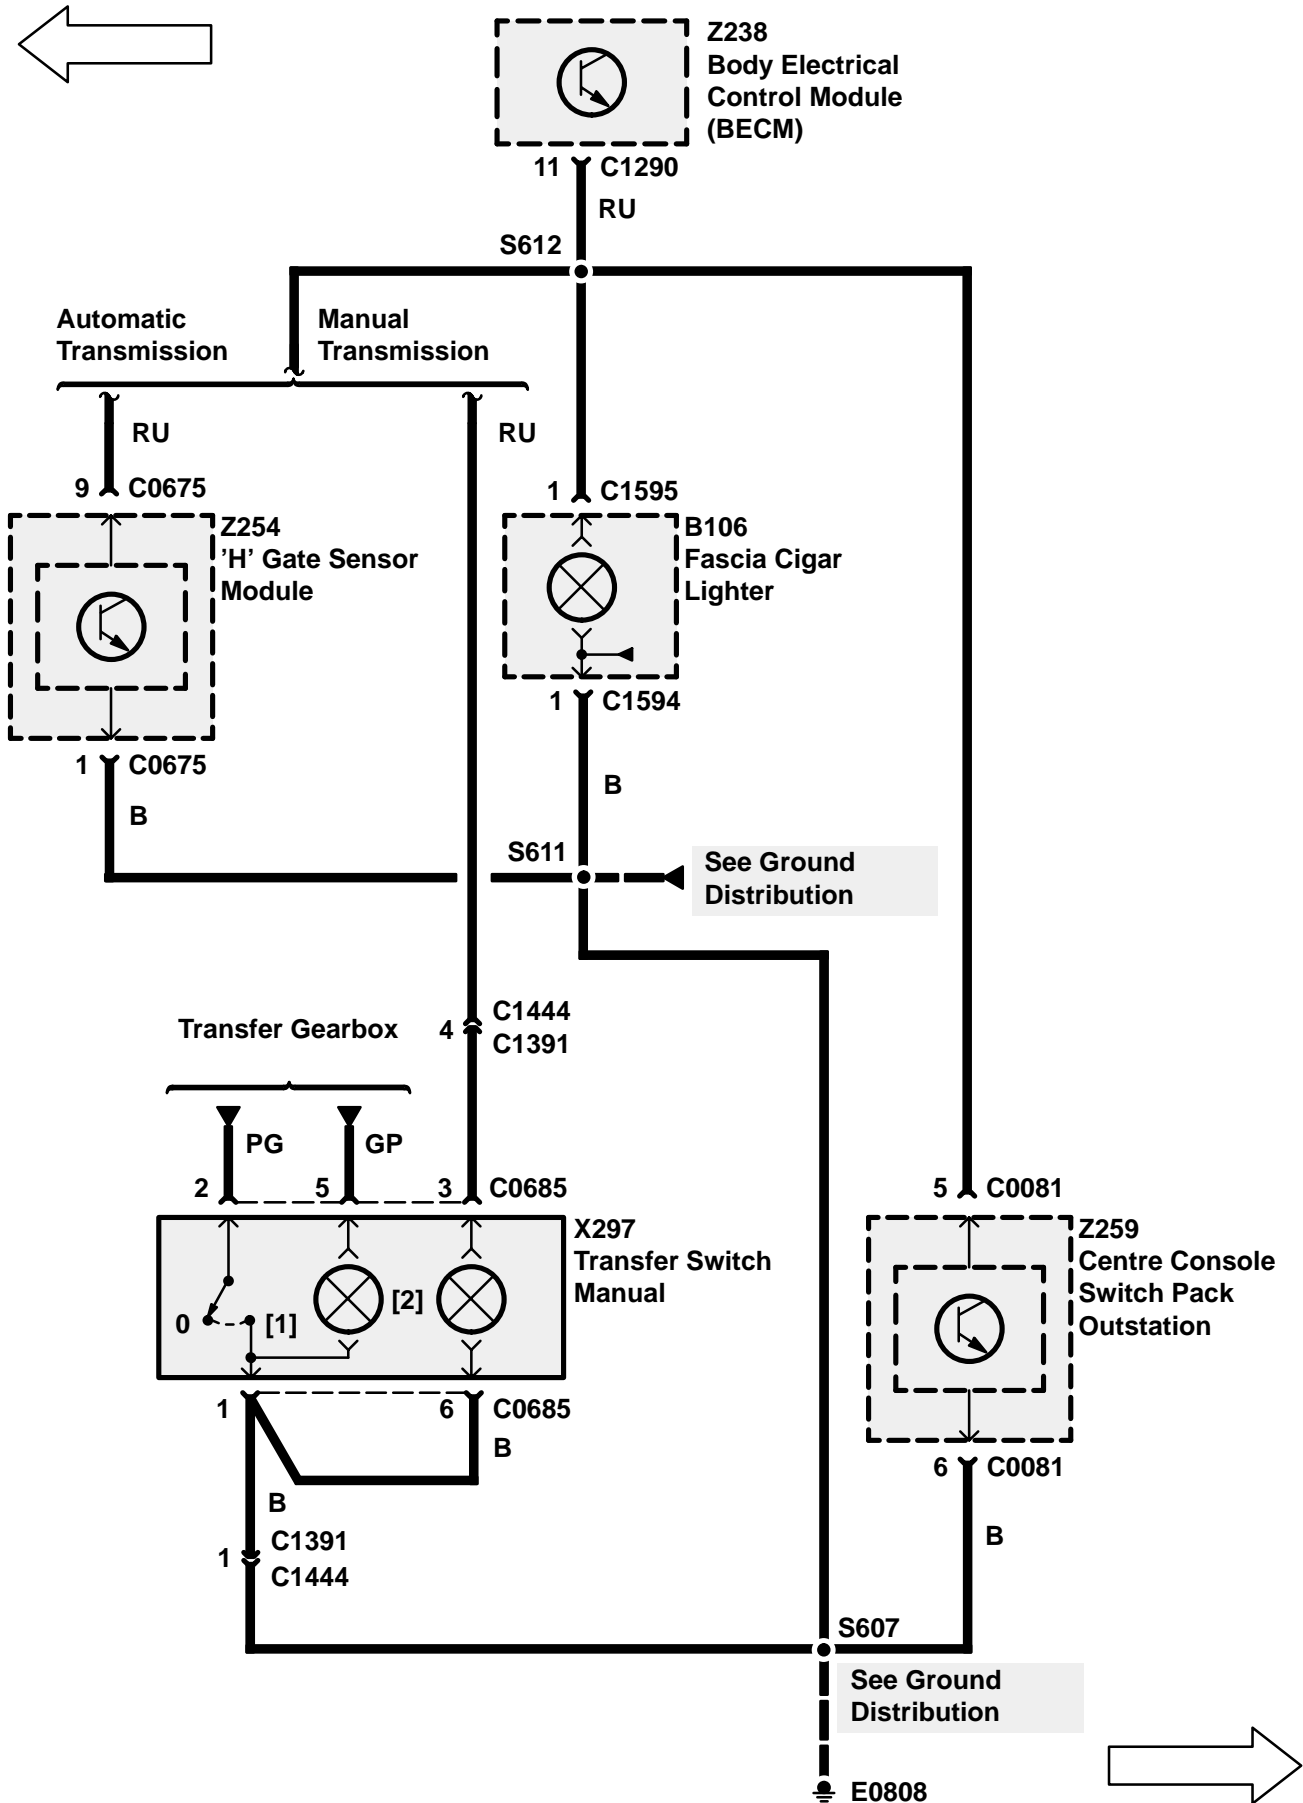 Z238
Body Electrical
Control Module
(BECM)
11 C1290
RU
S612
Automatic
Transmission
Manual
Transmission
RU
RU
9 C0675
1 C1595
Z254
’H’ Gate Sensor
Module
B106
Fascia Cigar
Lighter
1 C1594
1 C0675
B
B
S611
See Ground
Distribution
Transfer Gearbox
4
C1444
C1391
PG
GP
2
5
3 C0685
5 C0081
X297
Transfer Switch
Manual
0
[1]
[2]
Z259
Centre Console
Switch Pack
Outstation
1
6 C0685
B
B
6 C0081
B
1
C1391
C1444
S607
See Ground
Distribution
E0808